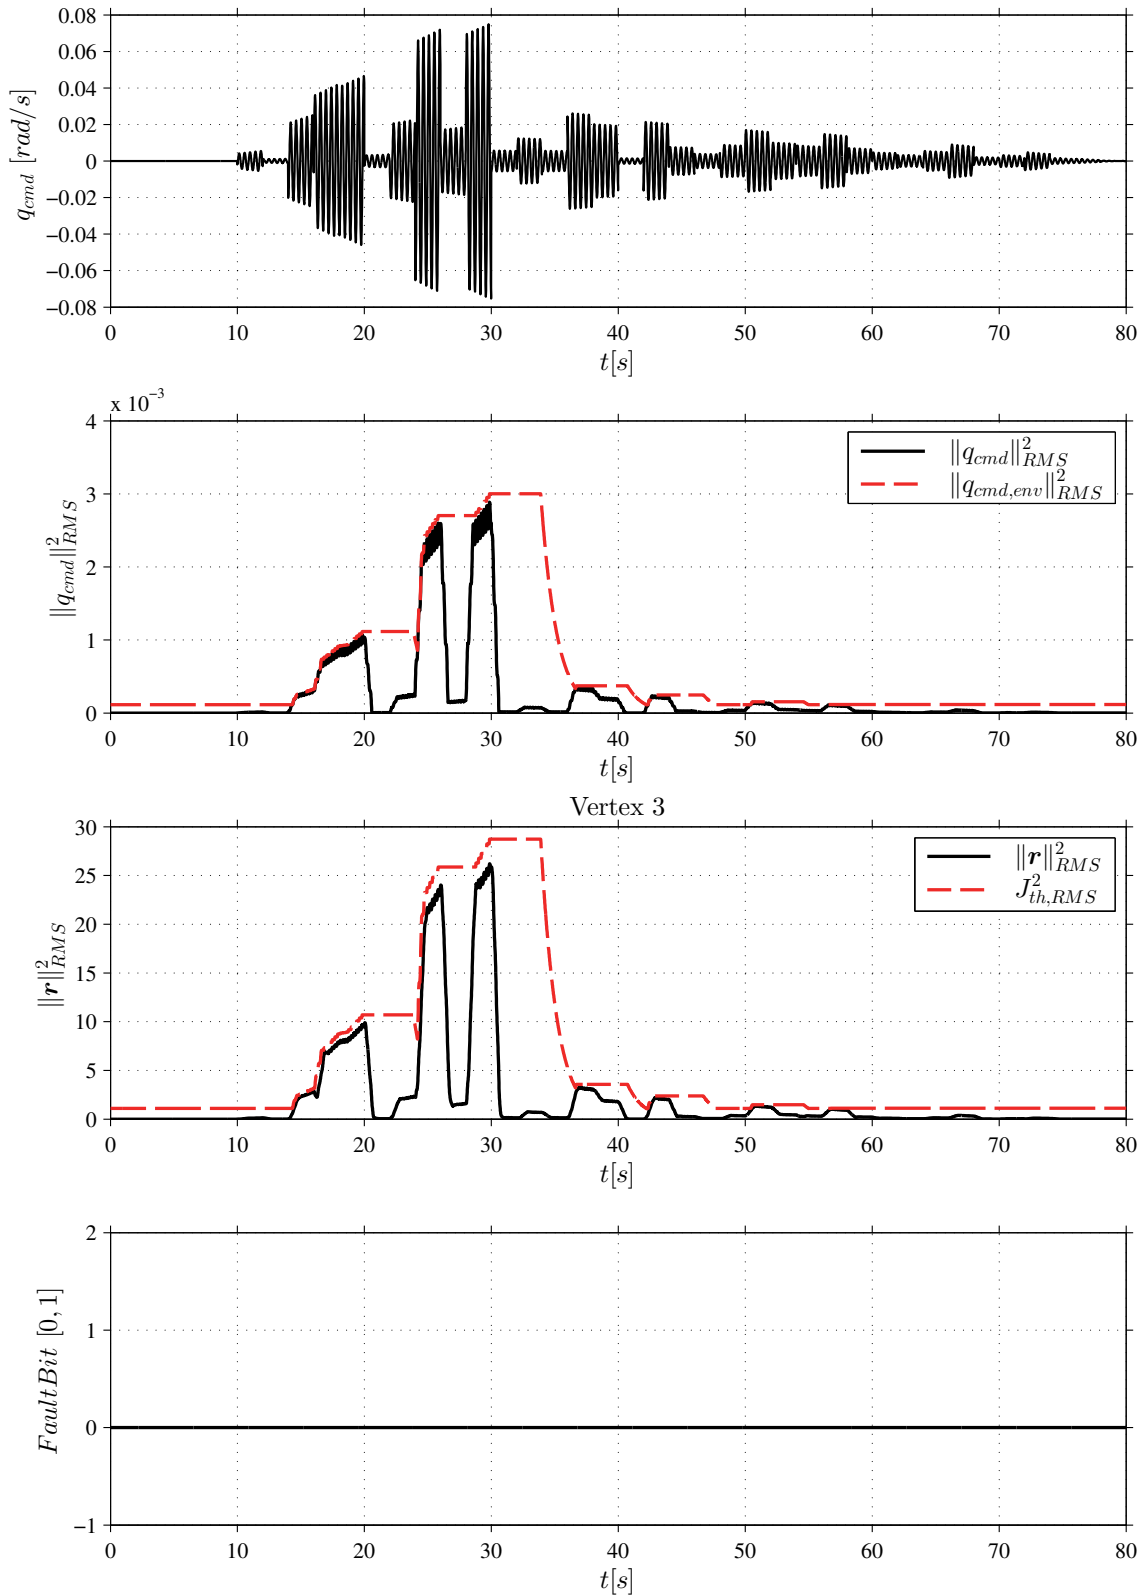 0.08
0.06
0.04
0.02
0
−0.02
−0.04
−0.06
−0.08
q_cmd [rad/s]
0 10 20 30 40 50 60 70 80
t[s]
x 10⁻³
4
3
2
1
0
||q_cmd||²_RMS
||q_cmd||²_RMS
||q_cmd,env||²_RMS
0 10 20 30 40 50 60 70 80
t[s]
Vertex 3
30
25
20
15
10
5
0
||r||²_RMS
||r||²_RMS
J²_th,RMS
0 10 20 30 40 50 60 70 80
t[s]
2
1
0
−1
FaultBit [0, 1]
0 10 20 30 40 50 60 70 80
t[s]